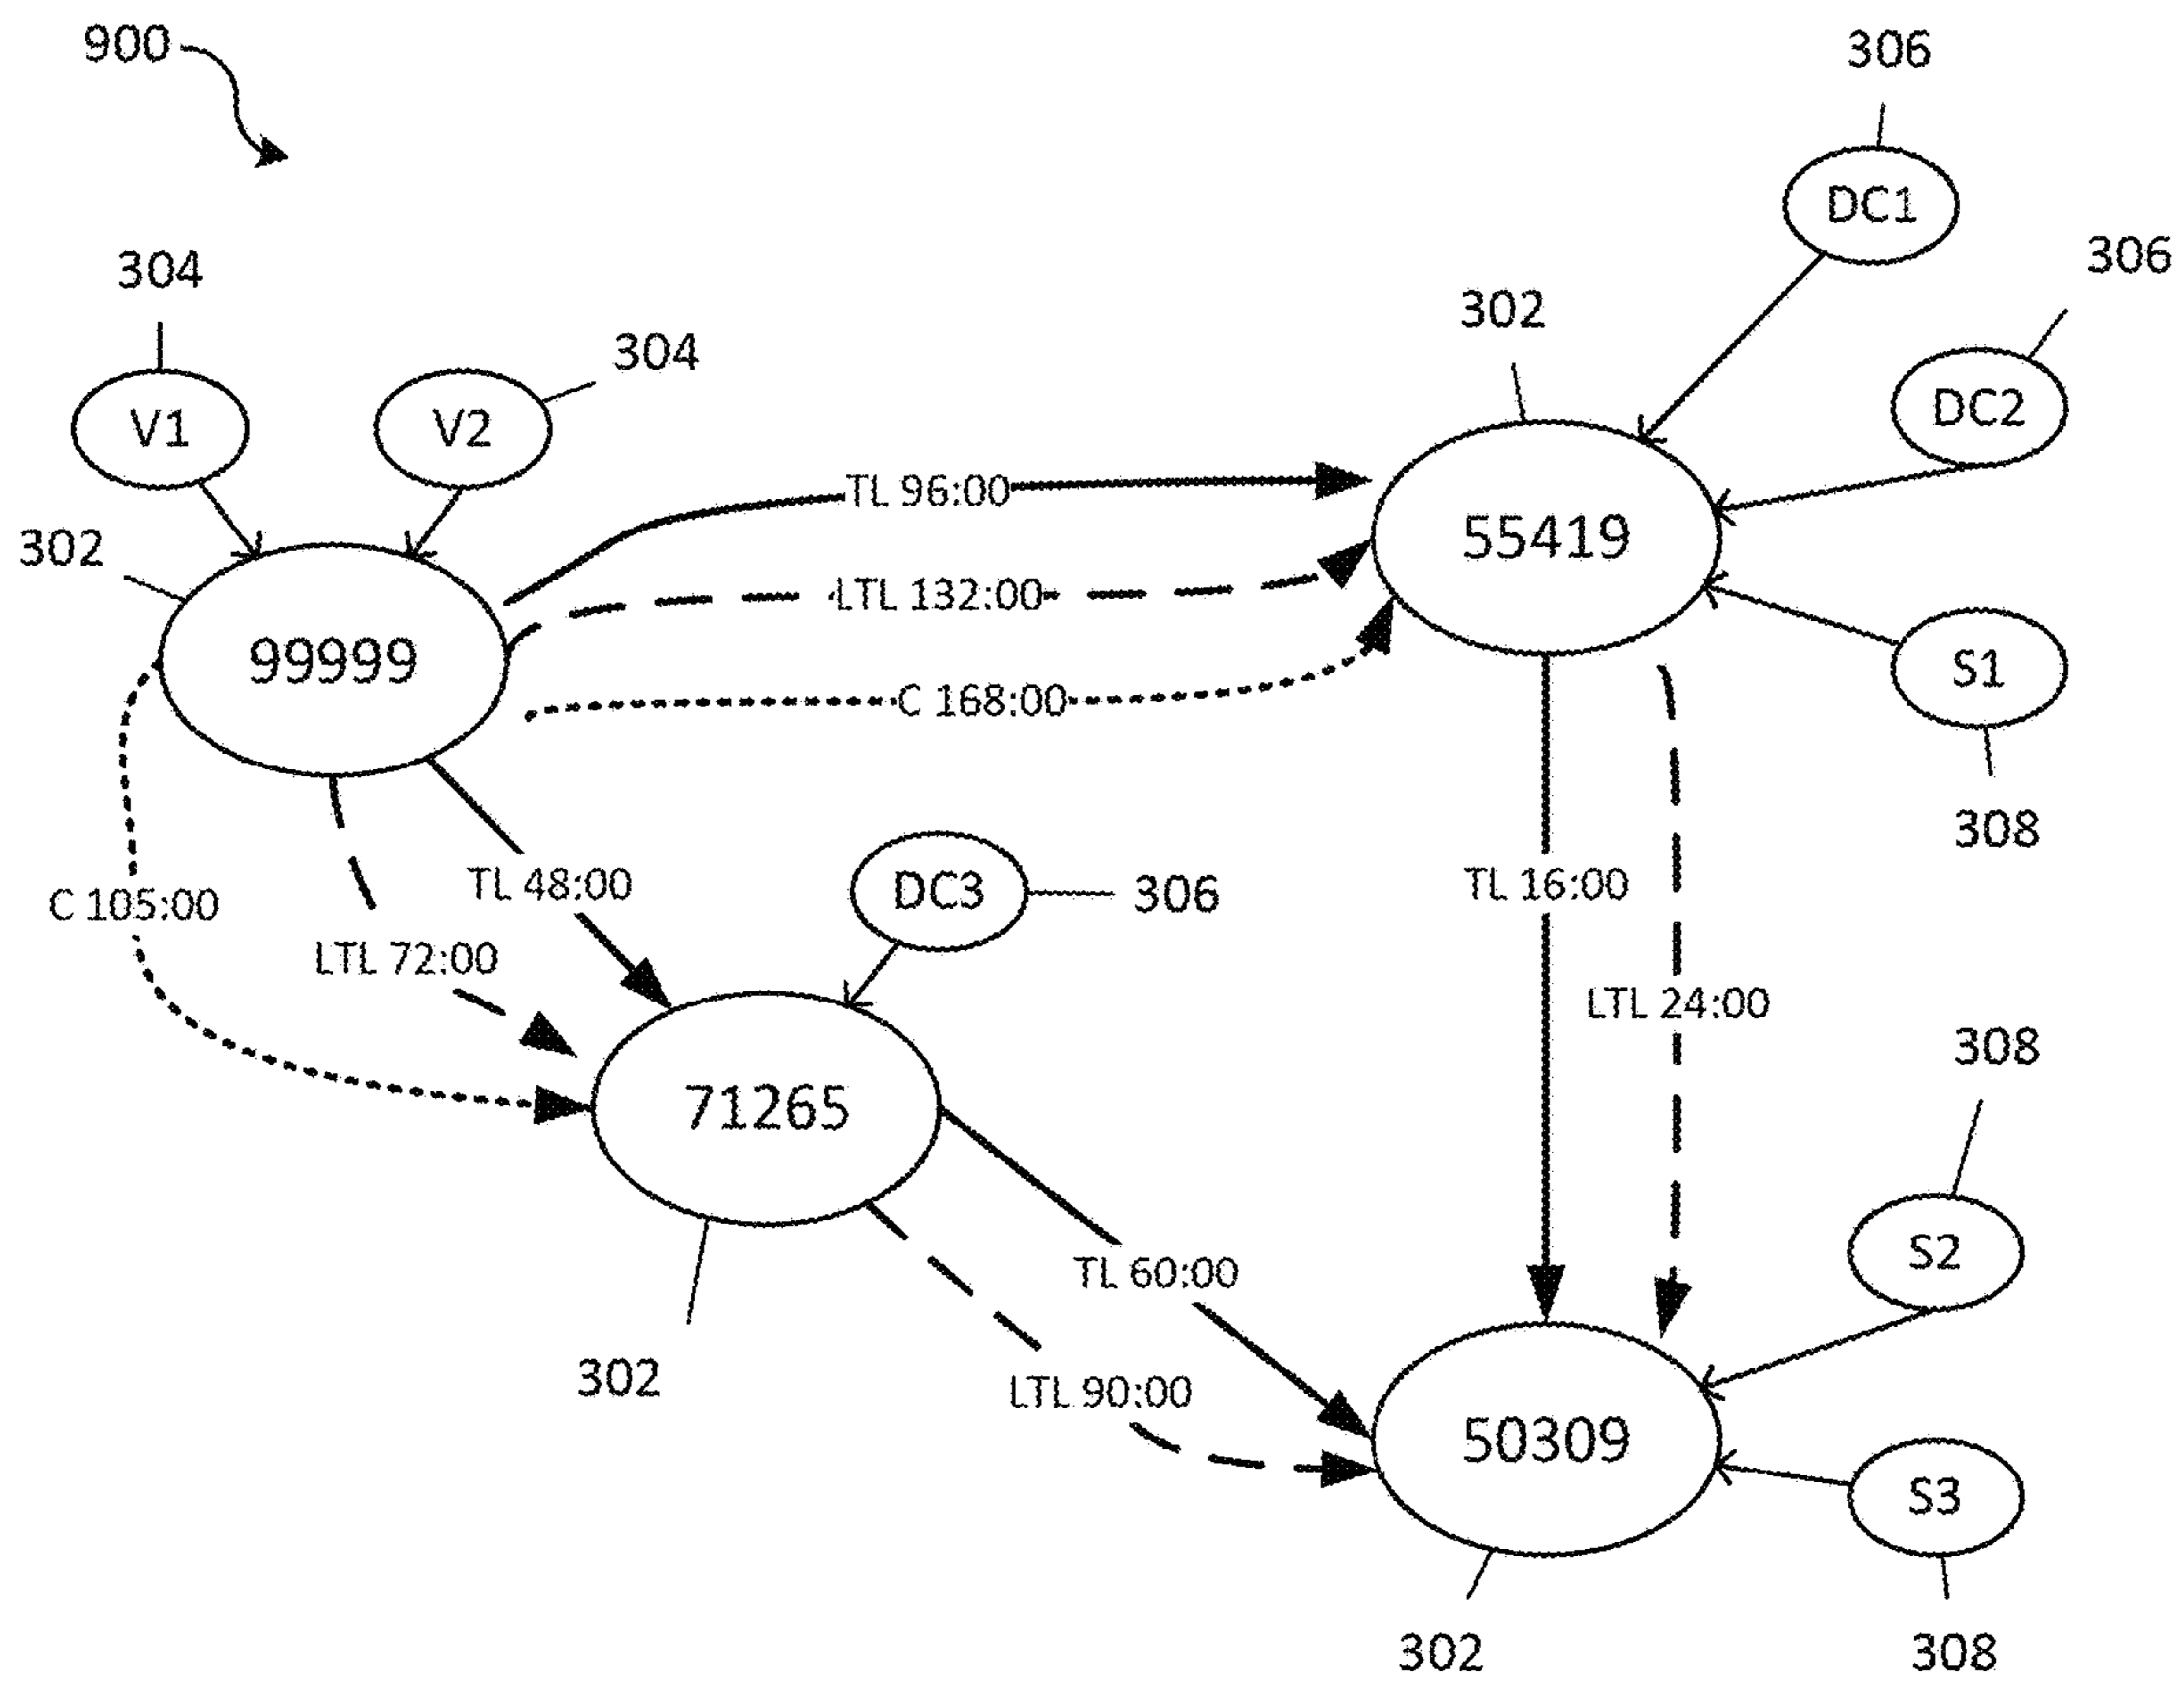 900
306
DC1
306
304
302
304
DC2
V1
V2
TL 96:00
302
55419
LTL 132:00
99999
S1
C 168:00
308
TL 48:00
DC3
306
TL 16:00
C 105:00
LTL 72:00
LTL 24:00
308
71265
S2
TL 60:00
302
LTL 90:00
50309
S3
302
308